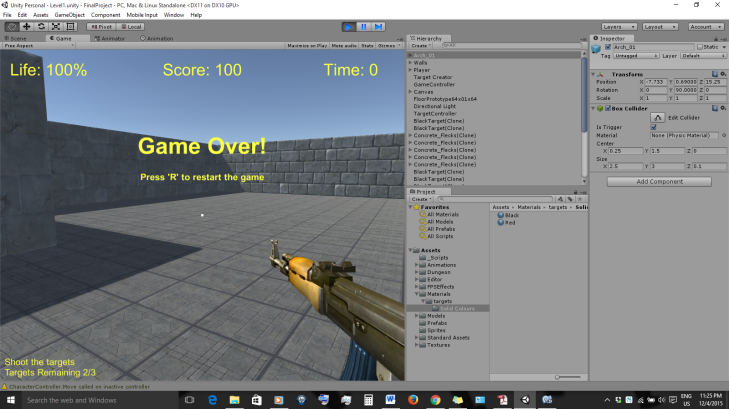 Unity Personal - Level1.unity - FinalProject - PC, Mac & Linux Standalone <DX11 on DX10 GPU>
File Edit Assets GameObject Component Mobile Input Window Help
Pivot Local Layers Layout Account
Scene Game Animator Animation
Free Aspect Maximize on Play Mute audio Stats Gizmos
Life: 100% Score: 100 Time: 0
Game Over!
Press 'R' to restart the game
Shoot the targets
Targets Remaining 2/3
CharacterController.Move called on inactive controller
Hierarchy
Create
Arch_01
Walls
Player
Target Creator
GameController
Canvas
FloorPrototype64x01x64
Directional Light
TargetController
BlackTarget(Clone)
BlackTarget(Clone)
Concrete_Flecks(Clone)
Concrete_Flecks(Clone)
Concrete_Flecks(Clone)
Concrete_Flecks(Clone)
BlackTarget(Clone)
BlackTarget(Clone)
Project
Create
Favorites
All Materials
All Models
All Prefabs
All Scripts
Assets
_Scripts
Animations
Dungeon
Editor
FPSEffects
Materials
targets
Solid Colours
Models
Prefabs
Sprites
Standard Assets
Textures
Assets Materials targets Solid
Black
Red
Inspector
Arch_01 Static
Tag Untagged Layer Default
Transform
Position X -7.733 Y 0.69000 Z 15.25
Rotation X 0 Y 90.0000 Z 0
Scale X 1 Y 1 Z 1
Box Collider
Edit Collider
Is Trigger
Material None (Physic Material)
Center
X 0.25 Y 1.5 Z 0
Size
X 2.5 Y 3 Z 0.1
Add Component
Search the web and Windows
ENG 11:25 PM
US 12/4/2015